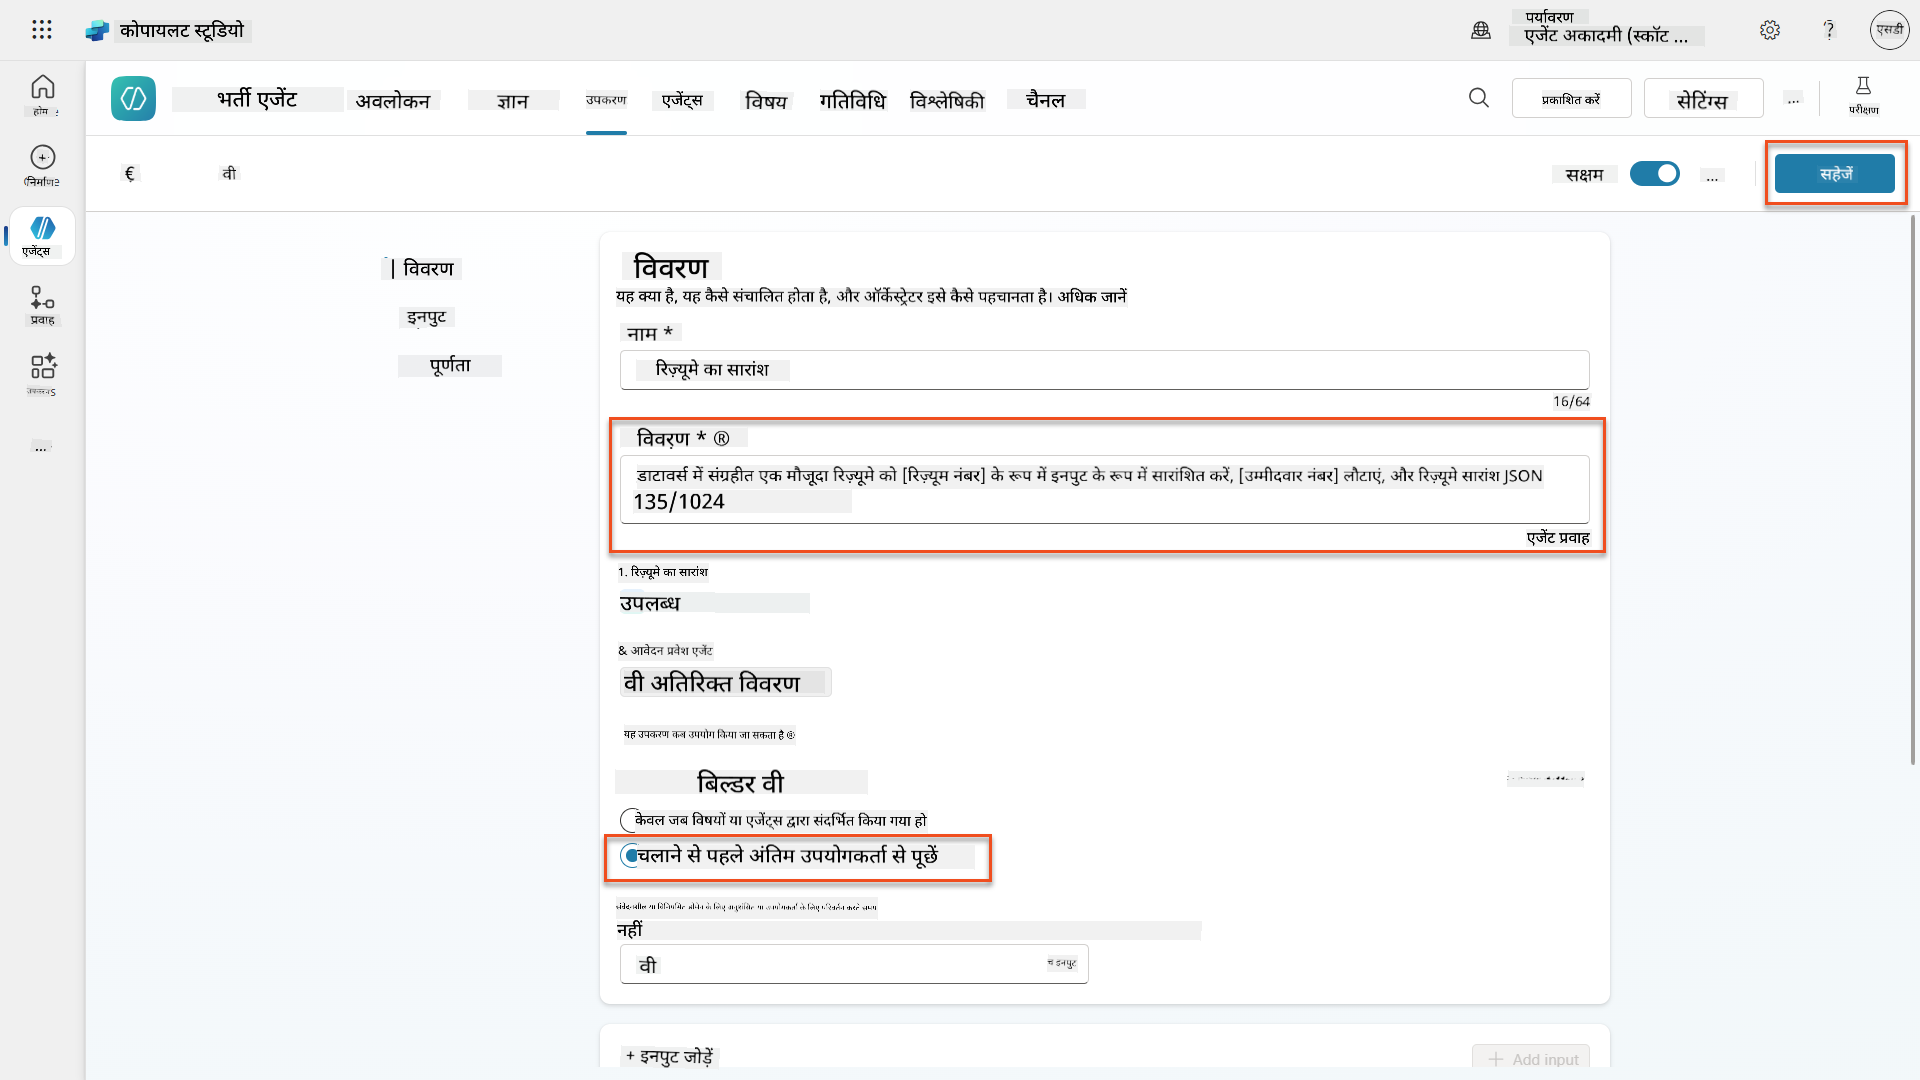 कोपायलट स्टूडियो
पर्यावरण
एजेंट अकादमी (स्कॉट ...
?
एसडी
होम
निर्माण
एजेंट्स
प्रवाह
...
भर्ती एजेंट
अवलोकन
ज्ञान
उपकरण
एजेंट्स
विषय
गतिविधि
विश्लेषिकी
चैनल
प्रकाशित करें
सेटिंग्स
...
परीक्षण
€
वी
सक्षम
...
सहेजें
विवरण
इनपुट
पूर्णता
विवरण
यह क्या है, यह कैसे संचालित होता है, और ऑर्केस्ट्रेटर इसे कैसे पहचानता है। अधिक जानें
नाम *
रिज़्यूमे का सारांश
16/64
विवरण * ®
डाटावर्स में संग्रहीत एक मौजूदा रिज़्यूमे को [रिज़्यूम नंबर] के रूप में इनपुट के रूप में सारांशित करें, [उम्मीदवार नंबर] लौटाएं, और रिज़्यूमे सारांश JSON
135/1024
एजेंट प्रवाह
1. रिज़्यूमे का सारांश
उपलब्ध
& आवेदन प्रवेश एजेंट
वी अतिरिक्त विवरण
यह उपकरण कब उपयोग किया जा सकता है ®
बिल्डर वी
केवल जब विषयों या एजेंट्स द्वारा संदर्भित किया गया हो
चलाने से पहले अंतिम उपयोगकर्ता से पूछें
नहीं
वी
च इनपुट
+ इनपुट जोड़ें
Add input